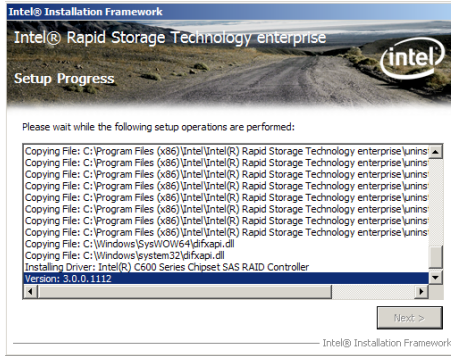 Intel® Installation Framework
Intel® Rapid Storage Technology enterprise
intel
Setup Progress
Please wait while the following setup operations are performed:
Copying File: C:\Program Files (x86)\Intel\Intel(R) Rapid Storage Technology enterprise\unins
Copying File: C:\Program Files (x86)\Intel\Intel(R) Rapid Storage Technology enterprise\unins
Copying File: C:\Program Files (x86)\Intel\Intel(R) Rapid Storage Technology enterprise\unins
Copying File: C:\Program Files (x86)\Intel\Intel(R) Rapid Storage Technology enterprise\unins
Copying File: C:\Program Files (x86)\Intel\Intel(R) Rapid Storage Technology enterprise\unins
Copying File: C:\Program Files (x86)\Intel\Intel(R) Rapid Storage Technology enterprise\unins
Copying File: C:\Program Files (x86)\Intel\Intel(R) Rapid Storage Technology enterprise\unins
Copying File: C:\Program Files (x86)\Intel\Intel(R) Rapid Storage Technology enterprise\unins
Copying File: C:\Windows\SysWOW64\difxapi.dll
Copying File: C:\Windows\system32\difxapi.dll
Installing Driver: Intel(R) C600 Series Chipset SAS RAID Controller
Version: 3.0.0.1112
Next >
Intel® Installation Framework